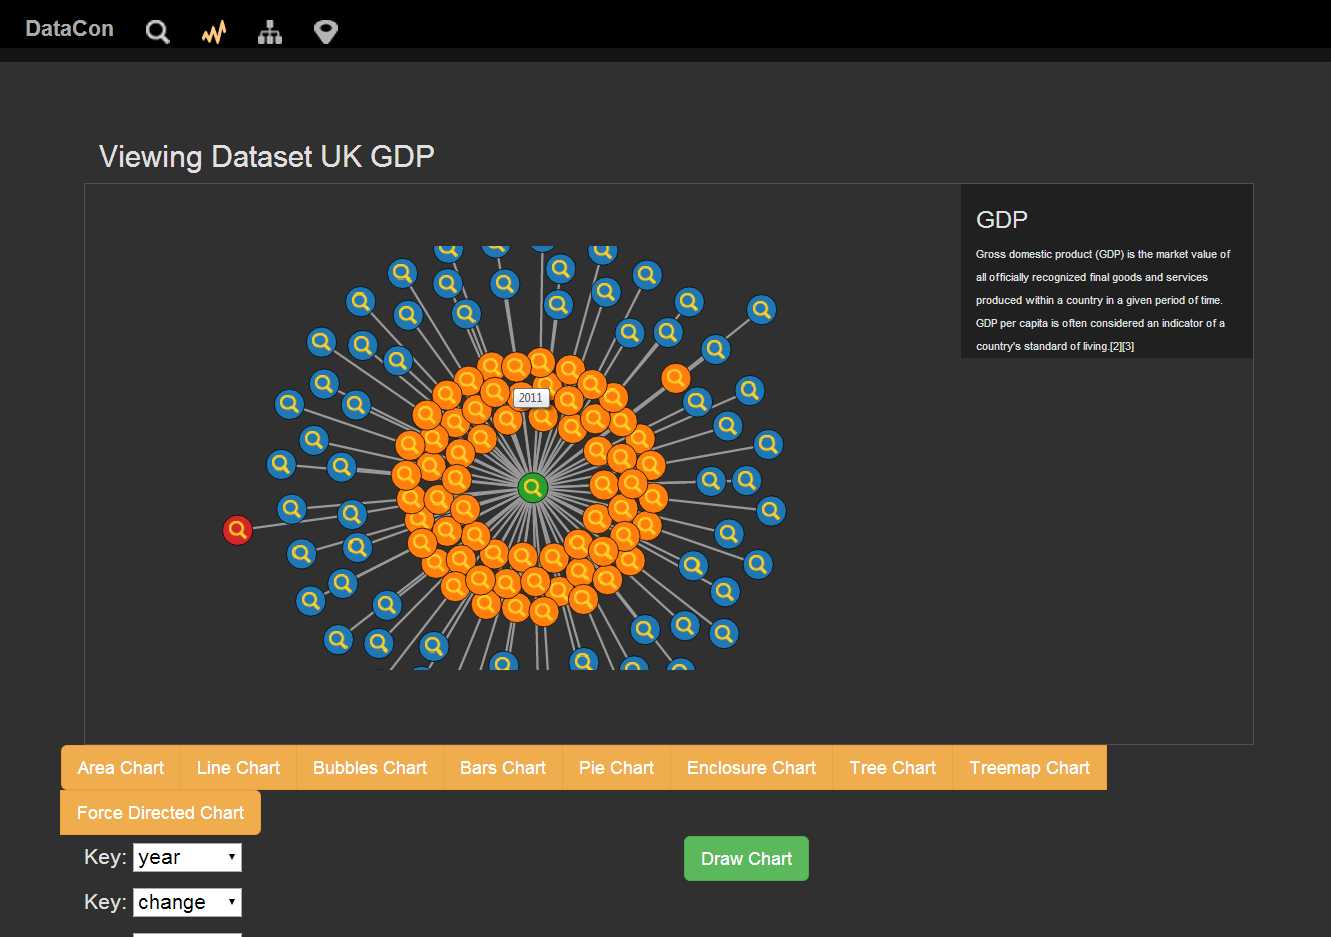 DataCon
Viewing Dataset UK GDP
GDP
Gross domestic product (GDP) is the market value of
all officially recognized final goods and services
produced within a country in a given period of time.
GDP per capita is often considered an indicator of a
country's standard of living.[2][3]
2011
Area Chart Line Chart Bubbles Chart Bars Chart Pie Chart Enclosure Chart Tree Chart Treemap Chart
Force Directed Chart
Key: year
Draw Chart
Key: change